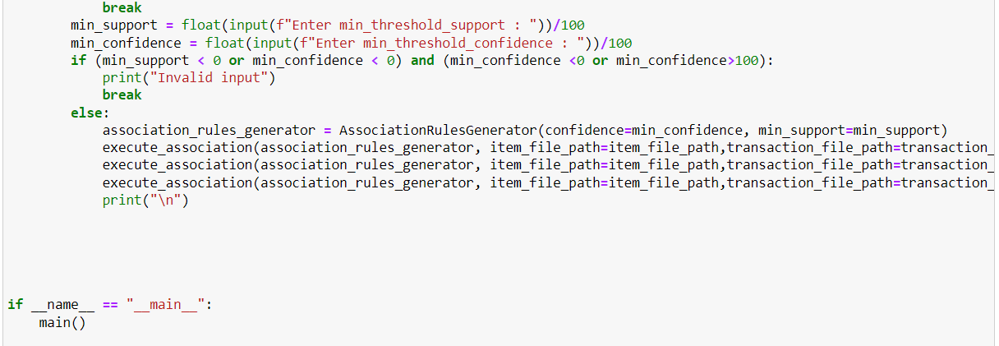 break
min_support = float(input(f"Enter min_threshold_support : "))/100
min_confidence = float(input(f"Enter min_threshold_confidence : "))/100
if (min_support < 0 or min_confidence < 0) and (min_confidence <0 or min_confidence>100):
print("Invalid input")
break
else:
association_rules_generator = AssociationRulesGenerator(confidence=min_confidence, min_support=min_support)
execute_association(association_rules_generator, item_file_path=item_file_path,transaction_file_path=transaction_
execute_association(association_rules_generator, item_file_path=item_file_path,transaction_file_path=transaction_
execute_association(association_rules_generator, item_file_path=item_file_path,transaction_file_path=transaction_
print("\n")
if __name__ == "__main__":
main()